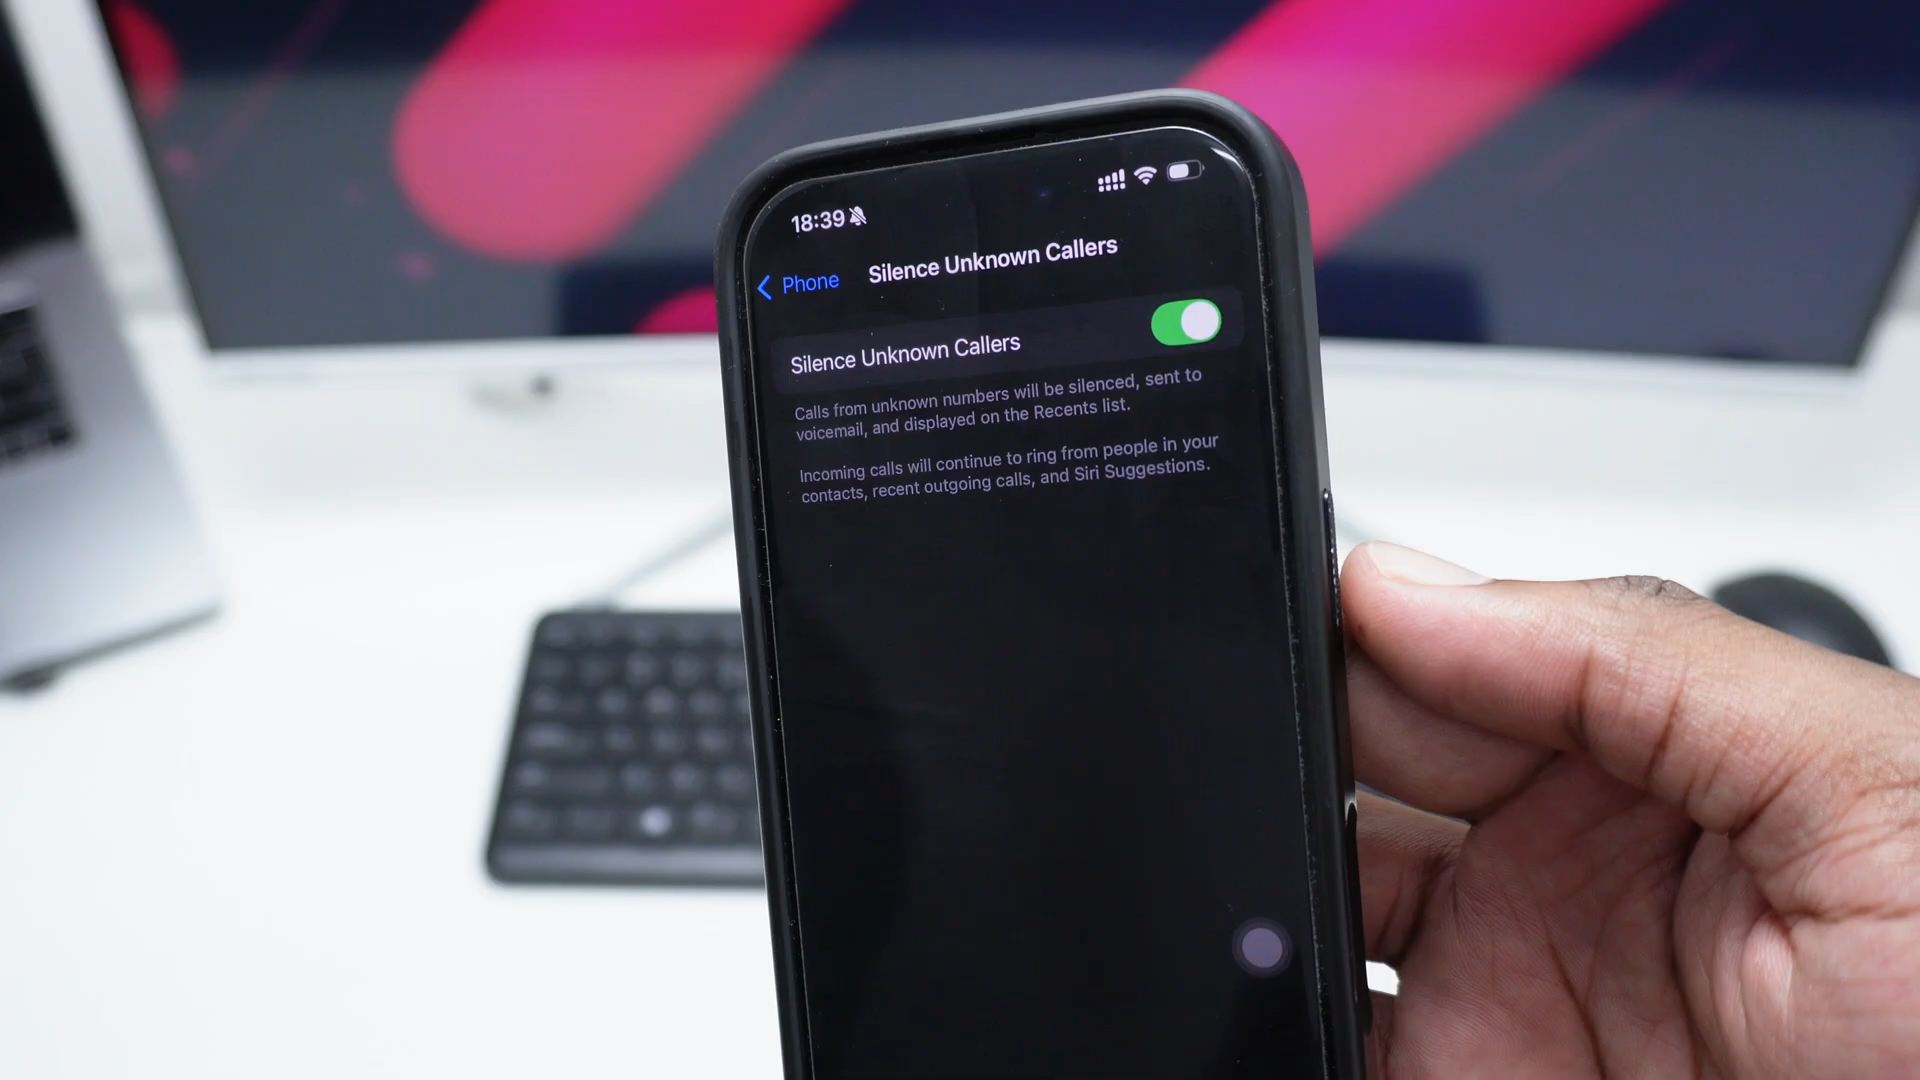 18:39
Phone
Silence Unknown Callers
Silence Unknown Callers
Calls from unknown numbers will be silenced, sent to
voicemail, and displayed on the Recents list.
Incoming calls will continue to ring from people in your
contacts, recent outgoing calls, and Siri Suggestions.